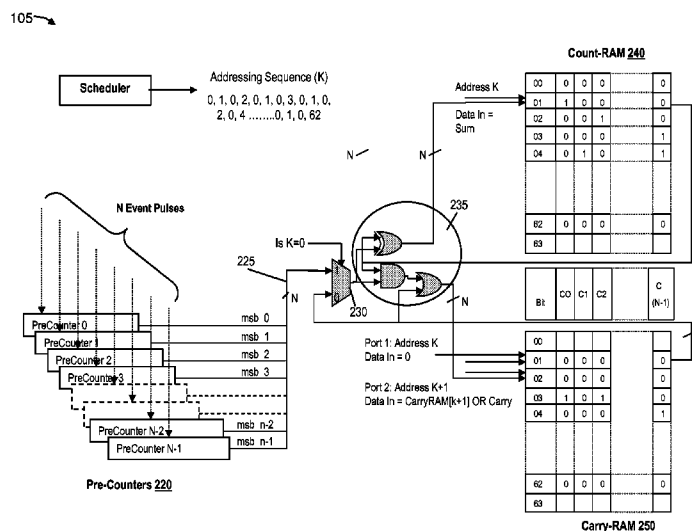 105
Count-RAM 240
Scheduler
Addressing Sequence (K)
0, 1, 0, 2, 0, 1, 0, 3, 0, 1, 0,
2, 0, 4 ........0, 1, 0, 62
Address K
Data In =
Sum
N
N
00 0 0 0 0
01 1 0 0 0
02 0 0 1 0
03 0 0 0 1
04 0 1 0 1
62 0 0 0 0
63
N Event Pulses
235
Is K=0
225
1
0
N
230
N
Bit C0 C1 C2 C (N-1)
PreCounter 0
PreCounter 1
PreCounter 2
PreCounter 3
PreCounter N-2
PreCounter N-1
msb 0
msb 1
msb 2
msb 3
msb n-2
msb n-1
Port 1: Address K
Data In = 0
Port 2: Address K+1
Data In = CarryRAM[k+1] OR Carry
00
01 0 0 0 0
02 0 0 0 0
03 1 0 1 0
04 0 0 0 1
62 0 0 0 0
63
Pre-Counters 220
Carry-RAM 250